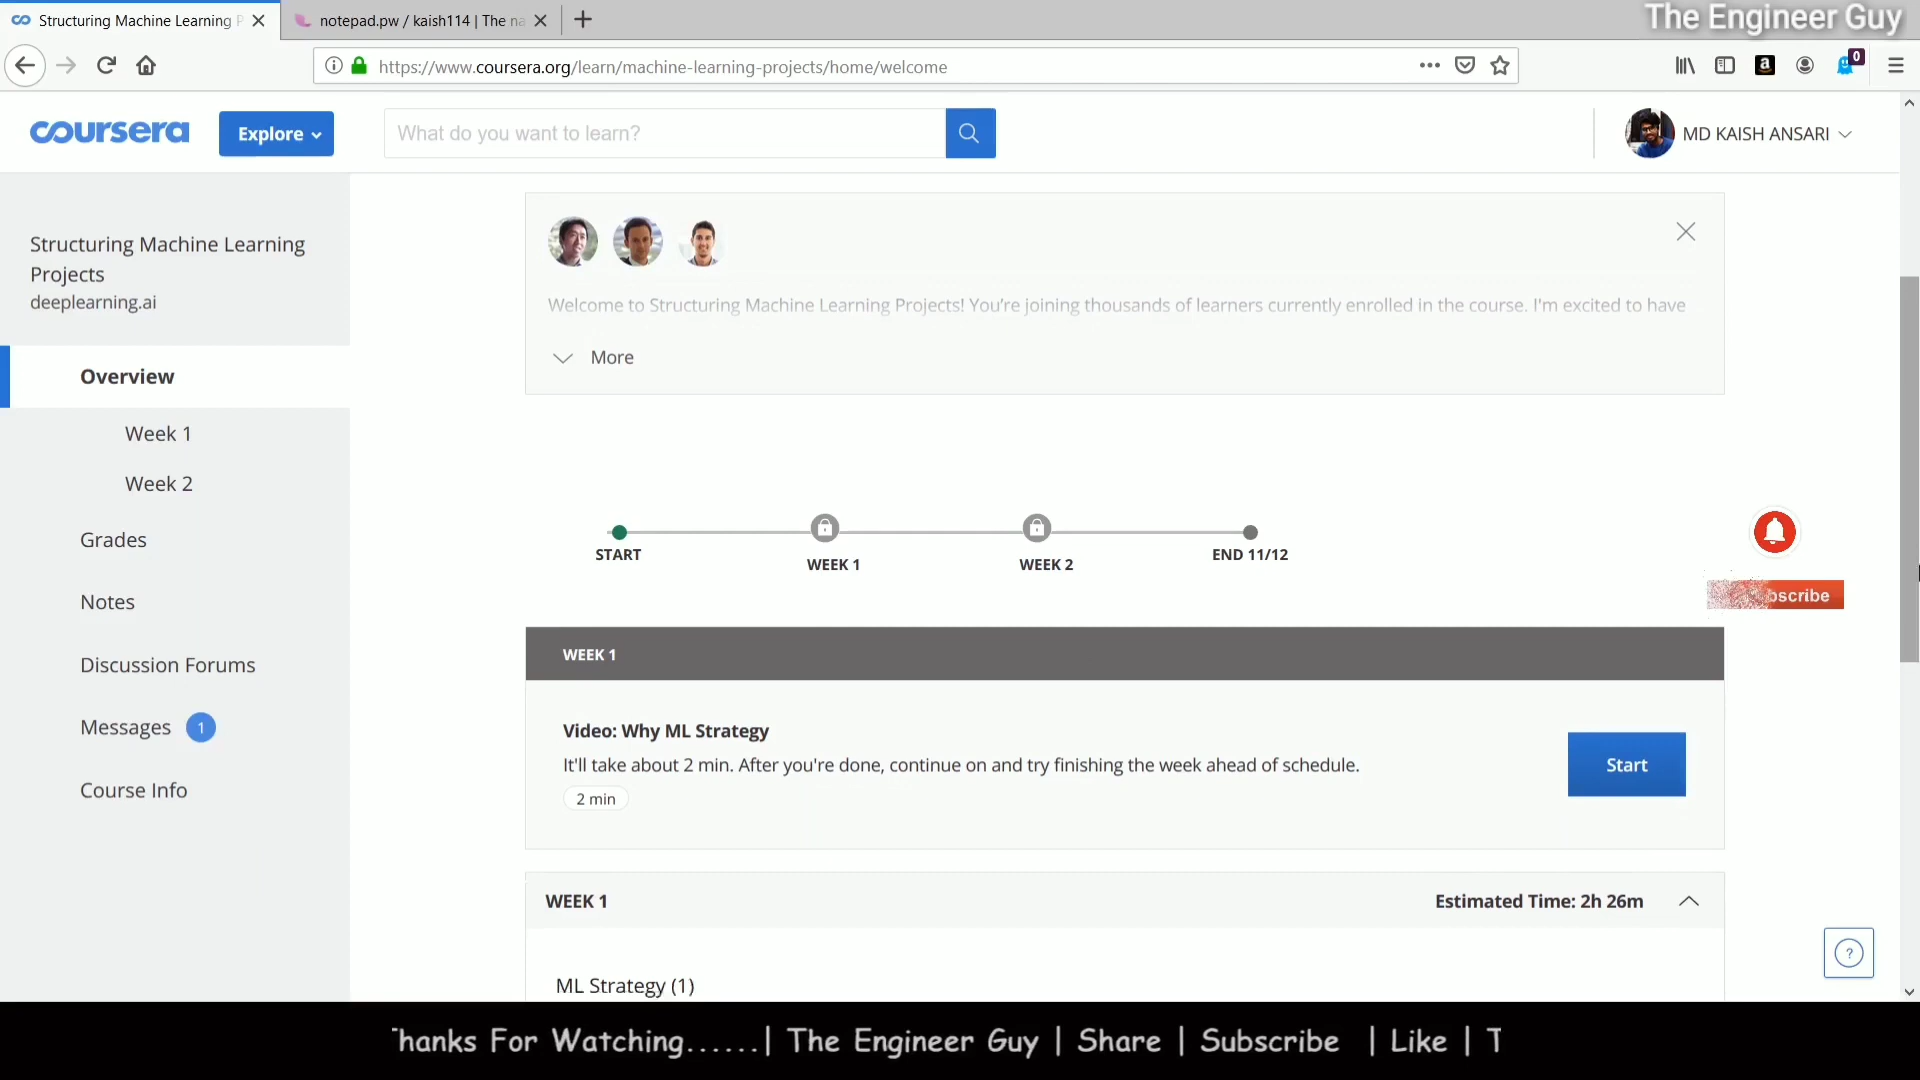 Structuring Machine Learning P
notepad.pw / kaish114 | The na
The Engineer Guy
https://www.coursera.org/learn/machine-learning-projects/home/welcome
0
coursera
Explore
What do you want to learn?
MD KAISH ANSARI
Structuring Machine Learning
Projects
deeplearning.ai
Overview
Week 1
Week 2
Grades
Notes
Discussion Forums
Messages 1
Course Info
Welcome to Structuring Machine Learning Projects! You're joining thousands of learners currently enrolled in the course. I'm excited to have
More
START
WEEK 1
WEEK 2
END 11/12
bscribe
WEEK 1
Video: Why ML Strategy
It'll take about 2 min. After you're done, continue on and try finishing the week ahead of schedule.
2 min
Start
WEEK 1
Estimated Time: 2h 26m
ML Strategy (1)
?
hanks For Watching......| The Engineer Guy | Share | Subscribe | Like | T